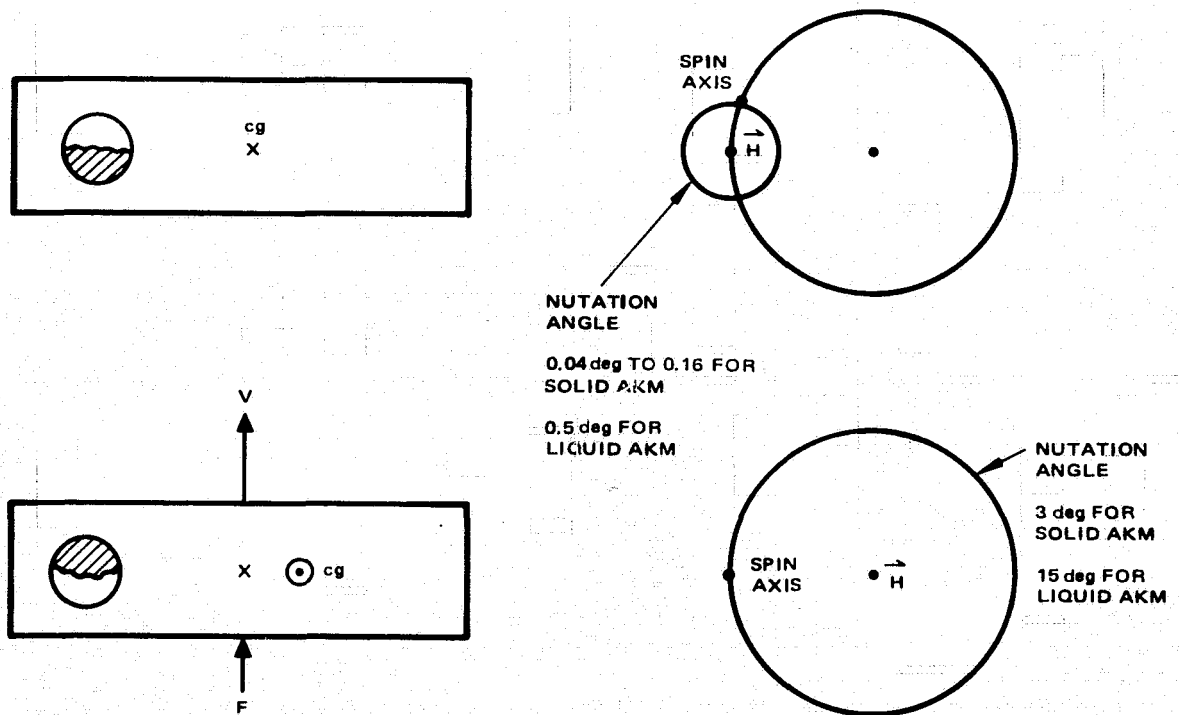 cg
X
SPIN
AXIS
H
NUTATION
ANGLE
0.04 deg TO 0.16 FOR
SOLID AKM
0.5 deg FOR
LIQUID AKM
V
X
cg
F
SPIN
AXIS
H
NUTATION
ANGLE
3 deg FOR
SOLID AKM
15 deg FOR
LIQUID AKM